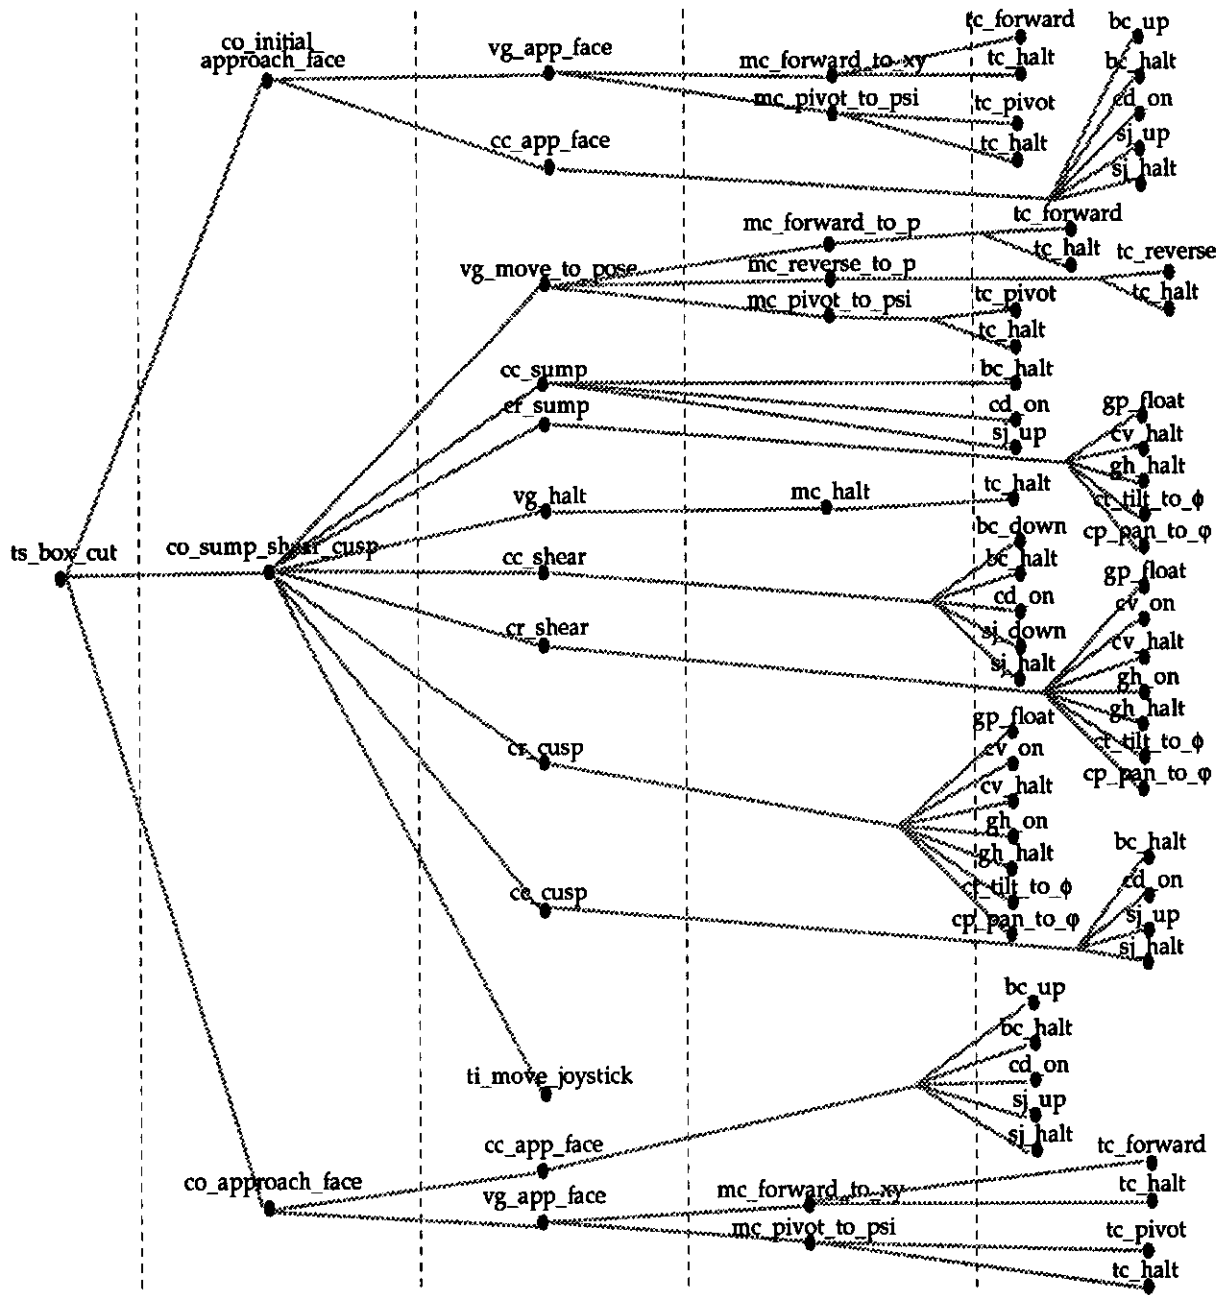 tc_forward
bc_up
co_initial_
approach_face
vg_app_face
mc_forward_to_xy
tc_halt
bc_halt
mc_pivot_to_psi
tc_pivot
cd_on
cc_app_face
tc_halt
sj_up
sj_halt
mc_forward_to_p
tc_forward
vg_move_to_pose
mc_reverse_to_p
tc_halt
tc_reverse
mc_pivot_to_psi
tc_pivot
tc_halt
tc_halt
cc_sump
bc_halt
cr_sump
cd_on
gp_float
sj_up
cv_halt
gh_halt
vg_halt
mc_halt
tc_halt
ct_tilt_to_ϕ
bc_down
cp_pan_to_φ
ts_box_cut
co_sump_shear_cusp
cc_shear
bc_halt
gp_float
cd_on
cv_on
cr_shear
sj_down
cv_halt
sj_halt
gh_on
gp_float
gh_halt
cr_cusp
cv_on
ct_tilt_to_ϕ
cv_halt
cp_pan_to_φ
gh_on
gh_halt
bc_halt
cc_cusp
ct_tilt_to_ϕ
cd_on
cp_pan_to_φ
sj_up
sj_halt
bc_up
bc_halt
ti_move_joystick
cd_on
sj_up
cc_app_face
sj_halt
tc_forward
co_approach_face
vg_app_face
mc_forward_to_xy
tc_halt
mc_pivot_to_psi
tc_pivot
tc_halt